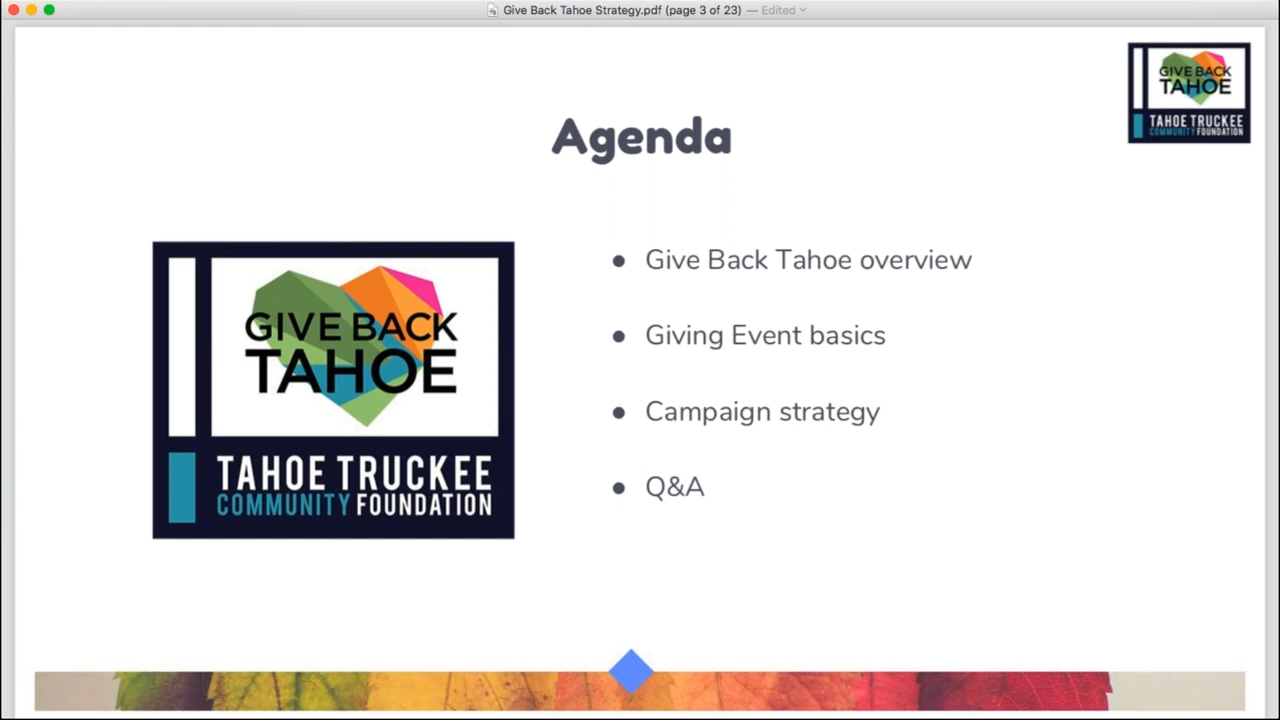 Give Back Tahoe Strategy.pdf (page 3 of 23) — Edited
GIVE BACK
TAHOE
TAHOE TRUCKEE
COMMUNITY FOUNDATION
Agenda
GIVE BACK
TAHOE
TAHOE TRUCKEE
COMMUNITY FOUNDATION
● Give Back Tahoe overview
● Giving Event basics
● Campaign strategy
● Q&A